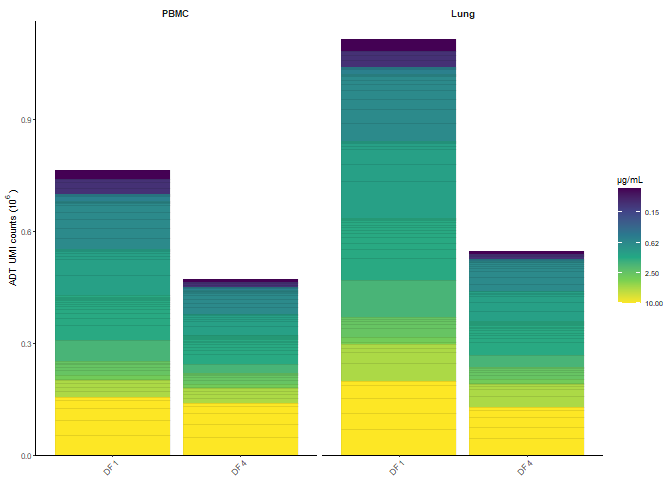 PBMC
Lung
ADT UMI counts (10⁶)
0.9
0.6
0.3
0.0
DF1
DF4
DF1
DF4
µg/mL
0.15
0.62
2.50
10.00